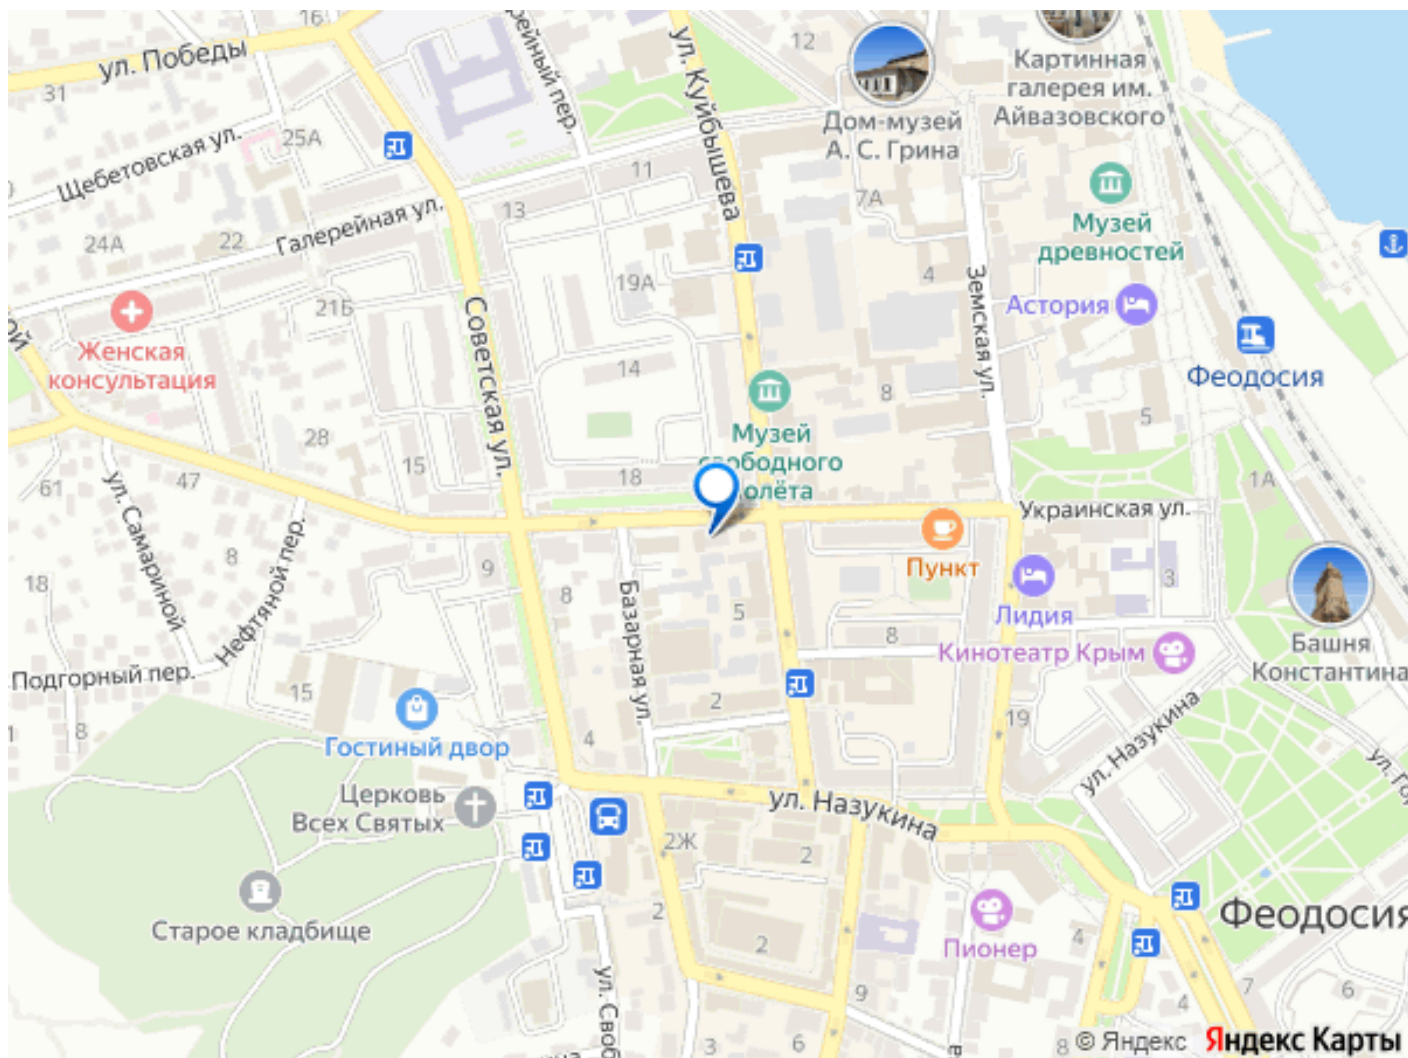 16
ул. Победы
31
25А
Щебетовская ул.
ул. Куйбышева
12
Дом-музей
А. С. Грина
Картинная
галерея им.
Айвазовского
11
13
7А
Музей
древностей
24А
22
Галерейная ул.
19А
4
Земская ул.
Астория
21Б
Женская
консультация
Советская ул.
14
8
Феодосия
5
Музей
свободного
28
15
18
47
61
1А
Украинская ул.
ул. Самариной
8
Нефтяной пер.
18
9
8
Базарная ул.
5
Пункт
Лидия
3
8
Кинотеатр Крым
Башня
Константина
Подгорный пер.
15
8
1
2
19
Гостиный двор
4
ул. Назукина
Церковь
Всех Святых
ул. Назукина
2Ж
2
Старое кладбище
2
2
Пионер
4
Феодосия
9
7
6
4
3
6
8
© Яндекс
Яндекс Карты